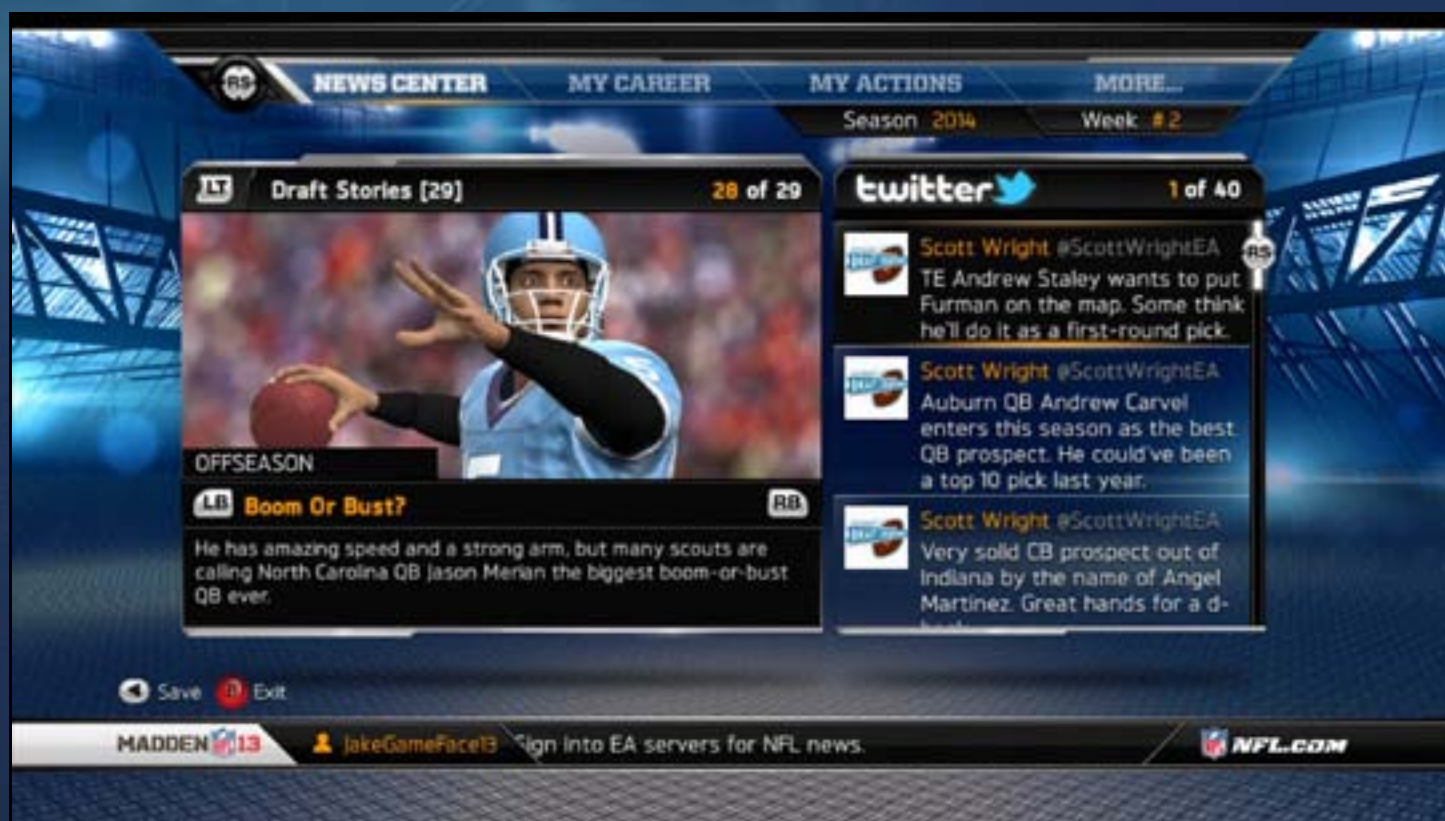 RS NEWS CENTER MY CAREER MY ACTIONS MORE...
Season 2014 Week #2
LT Draft Stories [29] 28 of 29
OFFSEASON
LB Boom Or Bust? RB
He has amazing speed and a strong arm, but many scouts are
calling North Carolina QB Jason Merian the biggest boom-or-bust
QB ever.
twitter 1 of 40
RS
Scott Wright @ScottWrightEA
TE Andrew Staley wants to put
Furman on the map. Some think
he'll do it as a first-round pick.
Scott Wright @ScottWrightEA
Auburn QB Andrew Carvel
enters this season as the best
QB prospect. He could've been
a top 10 pick last year.
Scott Wright @ScottWrightEA
Very solid CB prospect out of
Indiana by the name of Angel
Martinez. Great hands for a d-
Save B Exit
MADDEN NFL 13 JakeGameFace13 Sign into EA servers for NFL news. NFL.COM